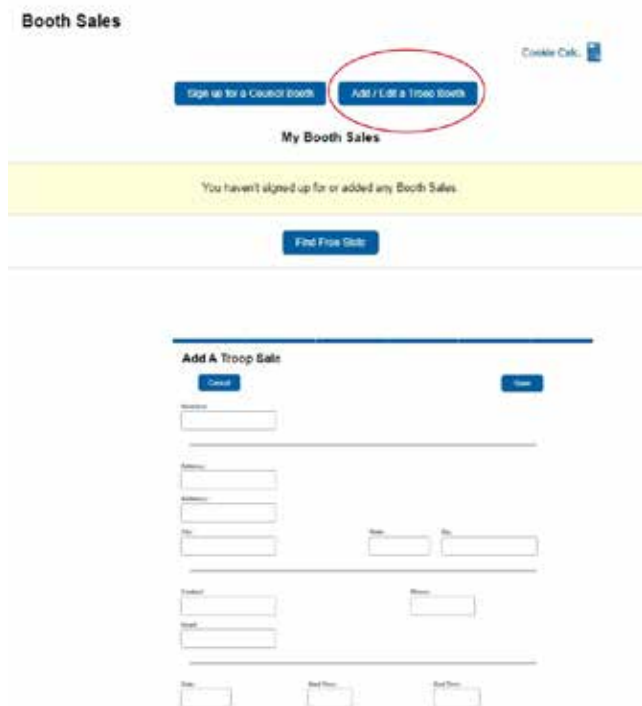 Booth Sales
Cookie Calc.
Sign up for a Council Booth Add / Edit a Troop Booth
My Booth Sales
You haven't signed up for or added any Booth Sales
Find Free Slots
Add A Troop Sale
Cancel Save
Address
Address
City State Zip
Contact Phone
Email
Date Start Time End Time